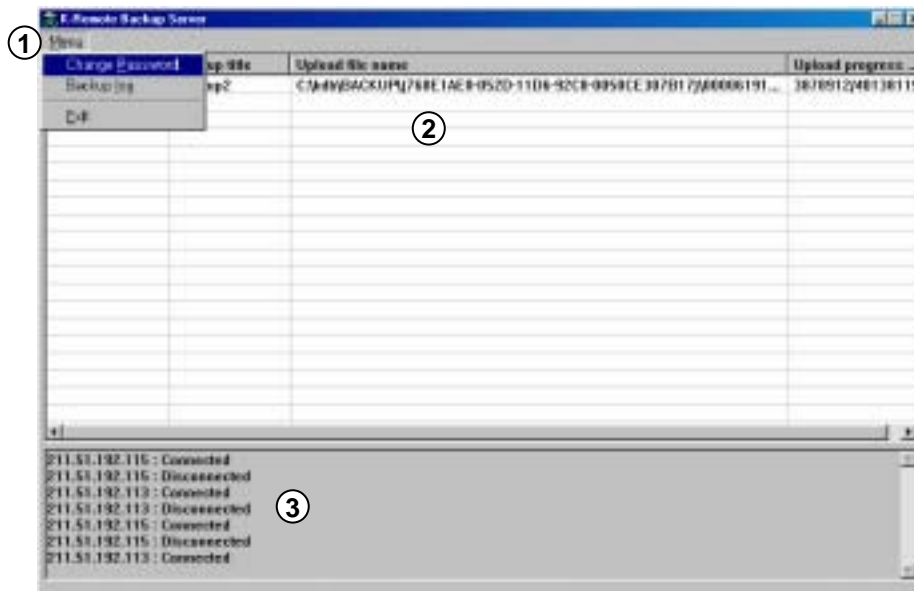 Remote Backup Server
①
Menu
Change Password
Backup log
Exit
up title
Upload file name
Upload progress ...
up2
②
211.51.192.115 : Connected
211.51.192.115 : Disconnected
211.51.192.113 : Connected
211.51.192.113 : Disconnected
③
211.51.192.115 : Connected
211.51.192.115 : Disconnected
211.51.192.113 : Connected